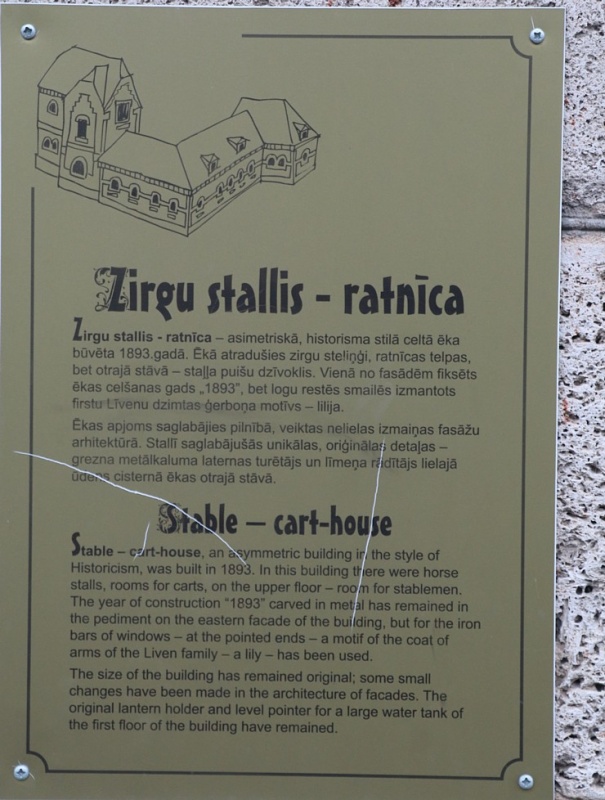 Zirgu stallis - ratnīca
Zirgu stallis - ratnīca – asimetriskā, historisma stilā celtā ēka
būvēta 1893.gadā. Ēkā atradušies zirgu steliņģi, ratnīcas telpas,
bet otrajā stāvā – staļļa puišu dzīvoklis. Vienā no fasādēm fiksēts
ēkas celšanas gads „1893”, bet logu restēs smailēs izmantots
firstu Līvenu dzimtas ģerboņa motīvs – lilija.
Ēkas apjoms saglabājies pilnībā, veiktas nelielas izmaiņas fasāžu
arhitektūrā. Stallī saglabājušās unikālas, oriģinālas detaļas –
grezna metālkaluma laternas turētājs un līmeņa rādītājs lielajā
ūdens cisternā ēkas otrajā stāvā.
Stable – cart-house
Stable – cart-house, an asymmetric building in the style of
Historicism, was built in 1893. In this building there were horse
stalls, rooms for carts, on the upper floor – room for stablemen.
The year of construction “1893” carved in metal has remained in
the pediment on the eastern facade of the building, but for the iron
bars of windows – at the pointed ends – a motif of the coat of
arms of the Liven family – a lily – has been used.
The size of the building has remained original; some small
changes have been made in the architecture of facades. The
original lantern holder and level pointer for a large water tank of
the first floor of the building have remained.